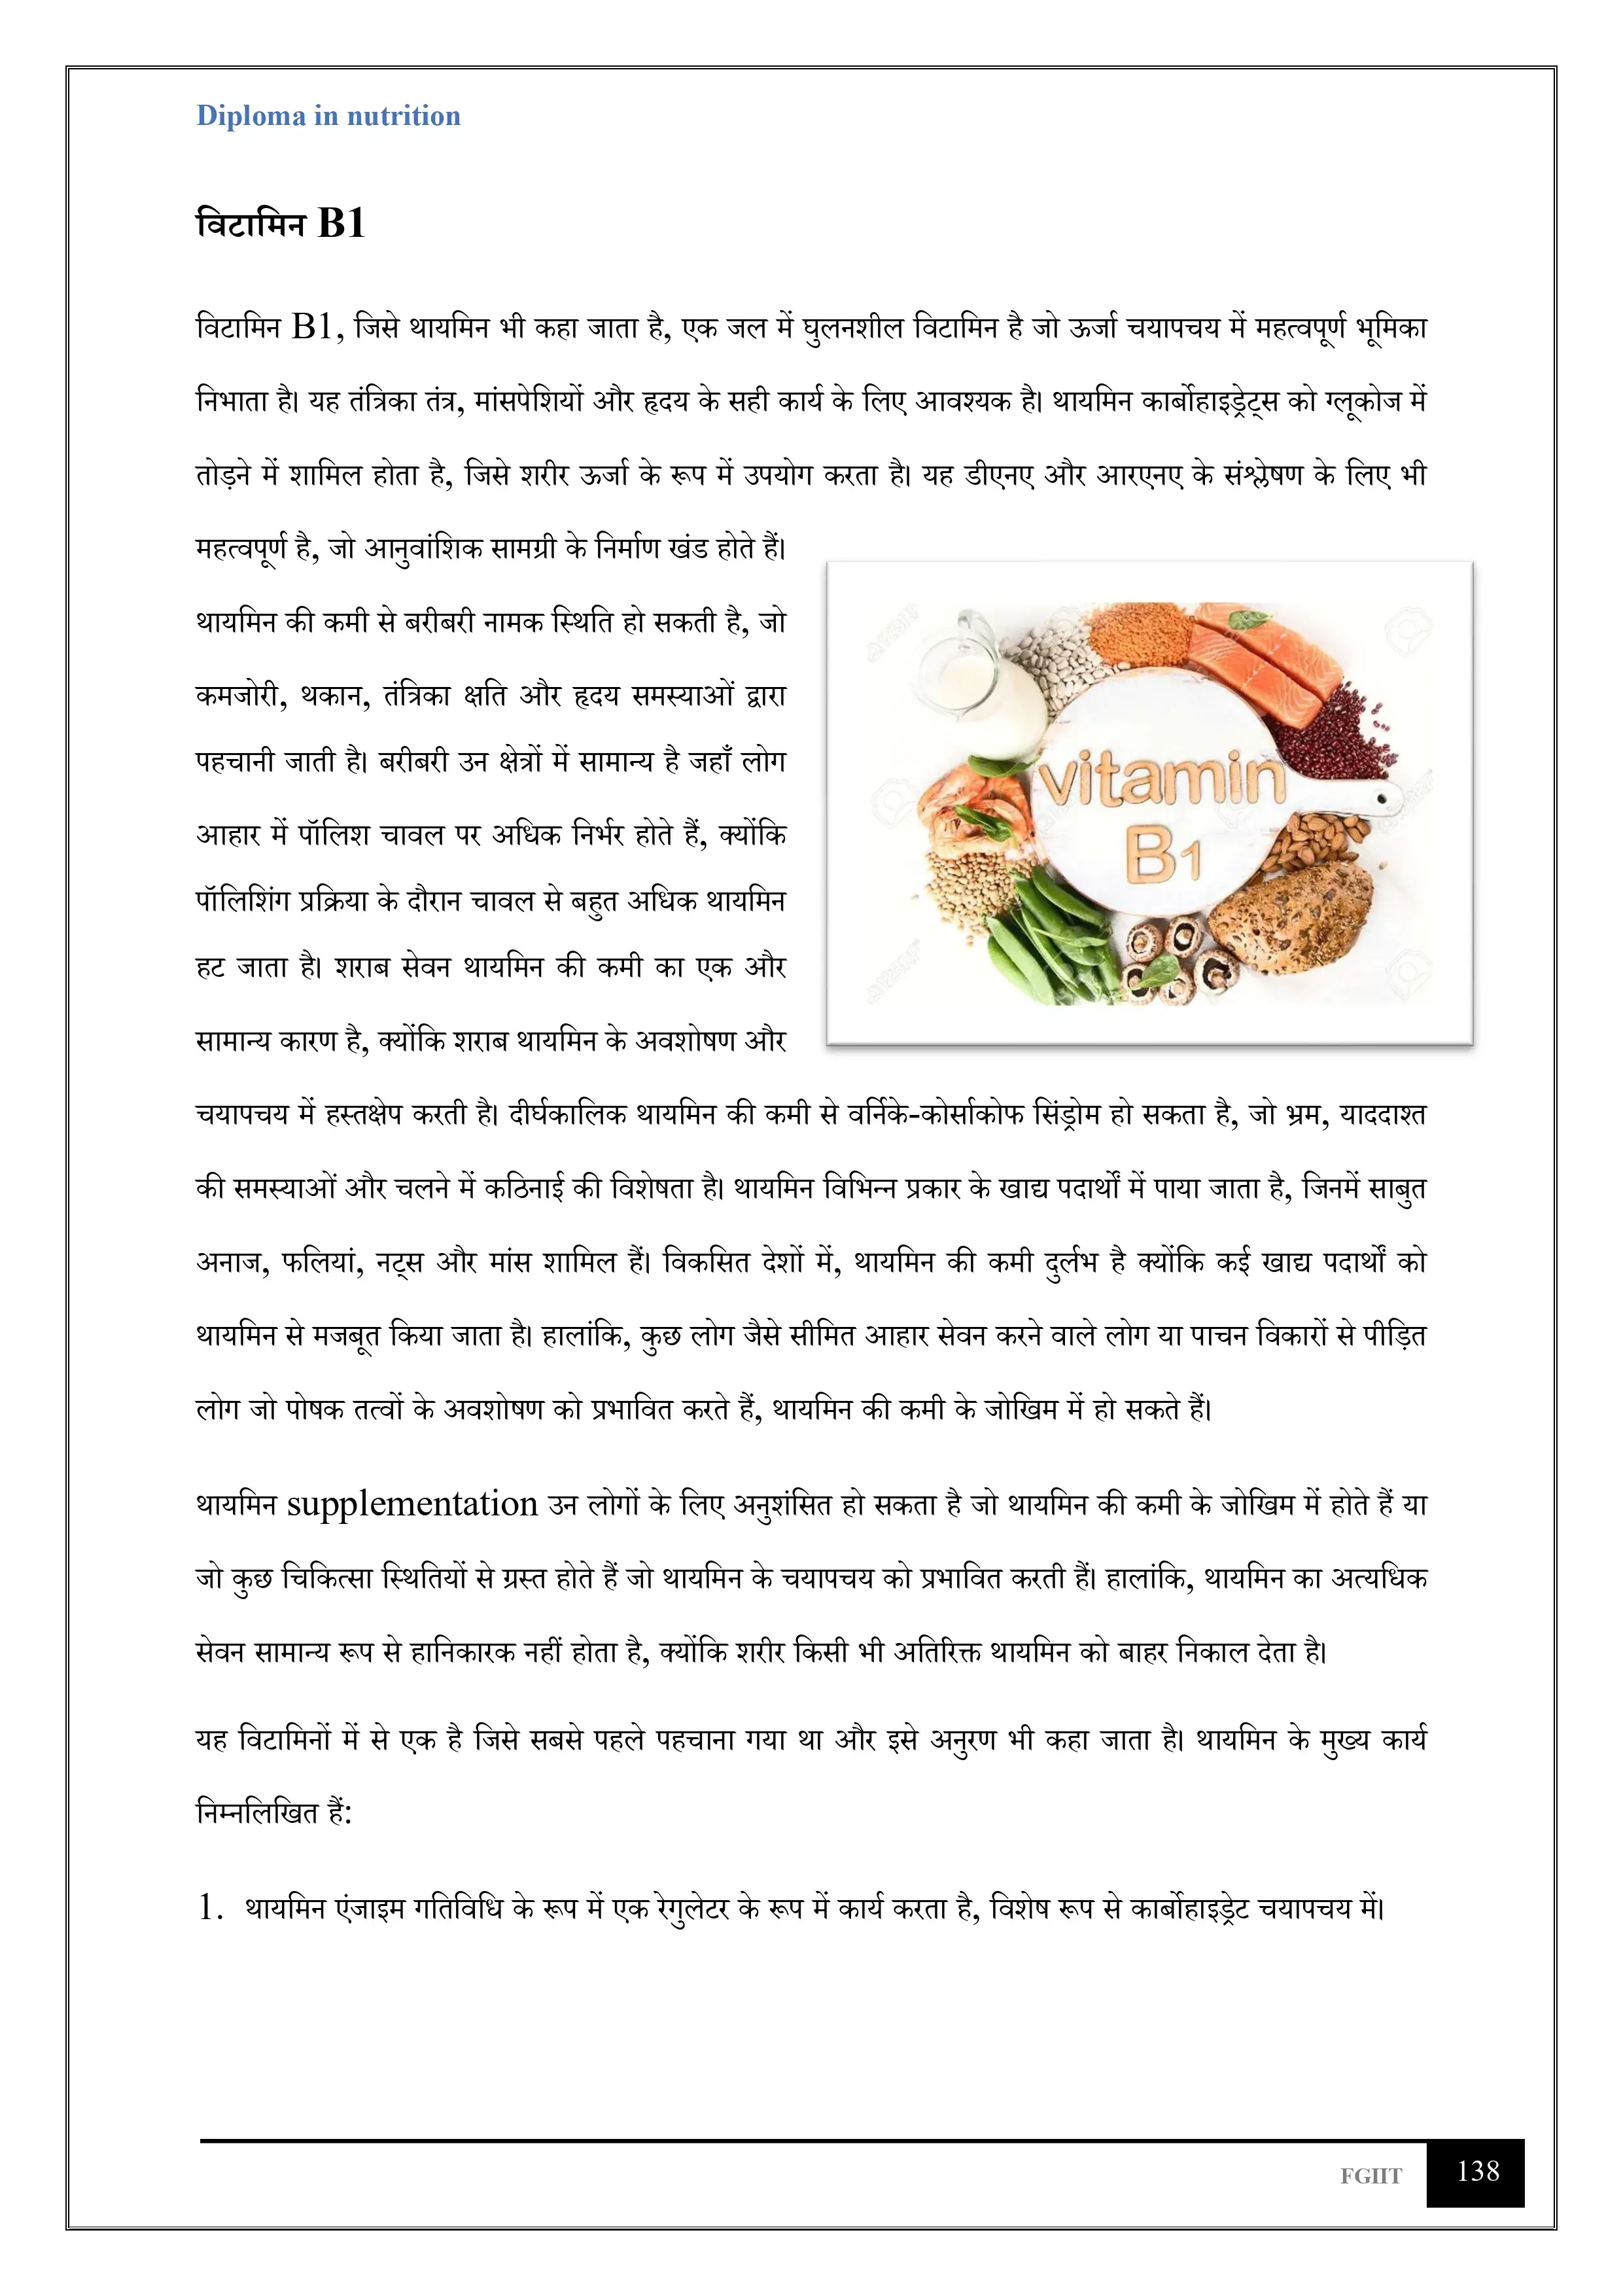 Diploma in nutrition
विटामिन B1
विटामिन B1, जिसे थायमिन भी कहा जाता है, एक जल में घुलनशील विटामिन है जो ऊर्जा चयापचय में महत्वपूर्ण भूमिका
निभाता है। यह तंत्रिका तंत्र, मांसपेशियों और हृदय के सही कार्य के लिए आवश्यक है। थायमिन कार्बोहाइड्रेट्स को ग्लूकोज में
तोड़ने में शामिल होता है, जिसे शरीर ऊर्जा के रूप में उपयोग करता है। यह डीएनए और आरएनए के संश्लेषण के लिए भी
महत्वपूर्ण है, जो आनुवांशिक सामग्री के निर्माण खंड होते हैं।
थायमिन की कमी से बरीबरी नामक स्थिति हो सकती है, जो
कमजोरी, थकान, तंत्रिका क्षति और हृदय समस्याओं द्वारा
पहचानी जाती है। बरीबरी उन क्षेत्रों में सामान्य है जहाँ लोग
आहार में पॉलिश चावल पर अधिक निर्भर होते हैं, क्योंकि
पॉलिशिंग प्रक्रिया के दौरान चावल से बहुत अधिक थायमिन
हट जाता है। शराब सेवन थायमिन की कमी का एक और
सामान्य कारण है, क्योंकि शराब थायमिन के अवशोषण और
vitamin
B1
चयापचय में हस्तक्षेप करती है। दीर्घकालिक थायमिन की कमी से वर्निके-कोर्साकोफ सिंड्रोम हो सकता है, जो भ्रम, याददाश्त
की समस्याओं और चलने में कठिनाई की विशेषता है। थायमिन विभिन्न प्रकार के खाद्य पदार्थों में पाया जाता है, जिनमें साबुत
अनाज, फलियां, नट्स और मांस शामिल हैं। विकसित देशों में, थायमिन की कमी दुर्लभ है क्योंकि कई खाद्य पदार्थों को
थायमिन से मजबूत किया जाता है। हालांकि, कुछ लोग जैसे सीमित आहार सेवन करने वाले लोग या पाचन विकारों से पीड़ित
लोग जो पोषक तत्वों के अवशोषण को प्रभावित करते हैं, थायमिन की कमी के जोखिम में हो सकते हैं।
थायमिन supplementation उन लोगों के लिए अनुशंसित हो सकता है जो थायमिन की कमी के जोखिम में होते हैं या
जो कुछ चिकित्सा स्थितियों से ग्रस्त होते हैं जो थायमिन के चयापचय को प्रभावित करती हैं। हालांकि, थायमिन का अत्यधिक
सेवन सामान्य रूप से हानिकारक नहीं होता है, क्योंकि शरीर किसी भी अतिरिक्त थायमिन को बाहर निकाल देता है।
यह विटामिनों में से एक है जिसे सबसे पहले पहचाना गया था और इसे अनुरण भी कहा जाता है। थायमिन के मुख्य कार्य
निम्नलिखित हैं:
1. थायमिन एंजाइम गतिविधि के रूप में एक रेगुलेटर के रूप में कार्य करता है, विशेष रूप से कार्बोहाइड्रेट चयापचय में।
FGIIT 138